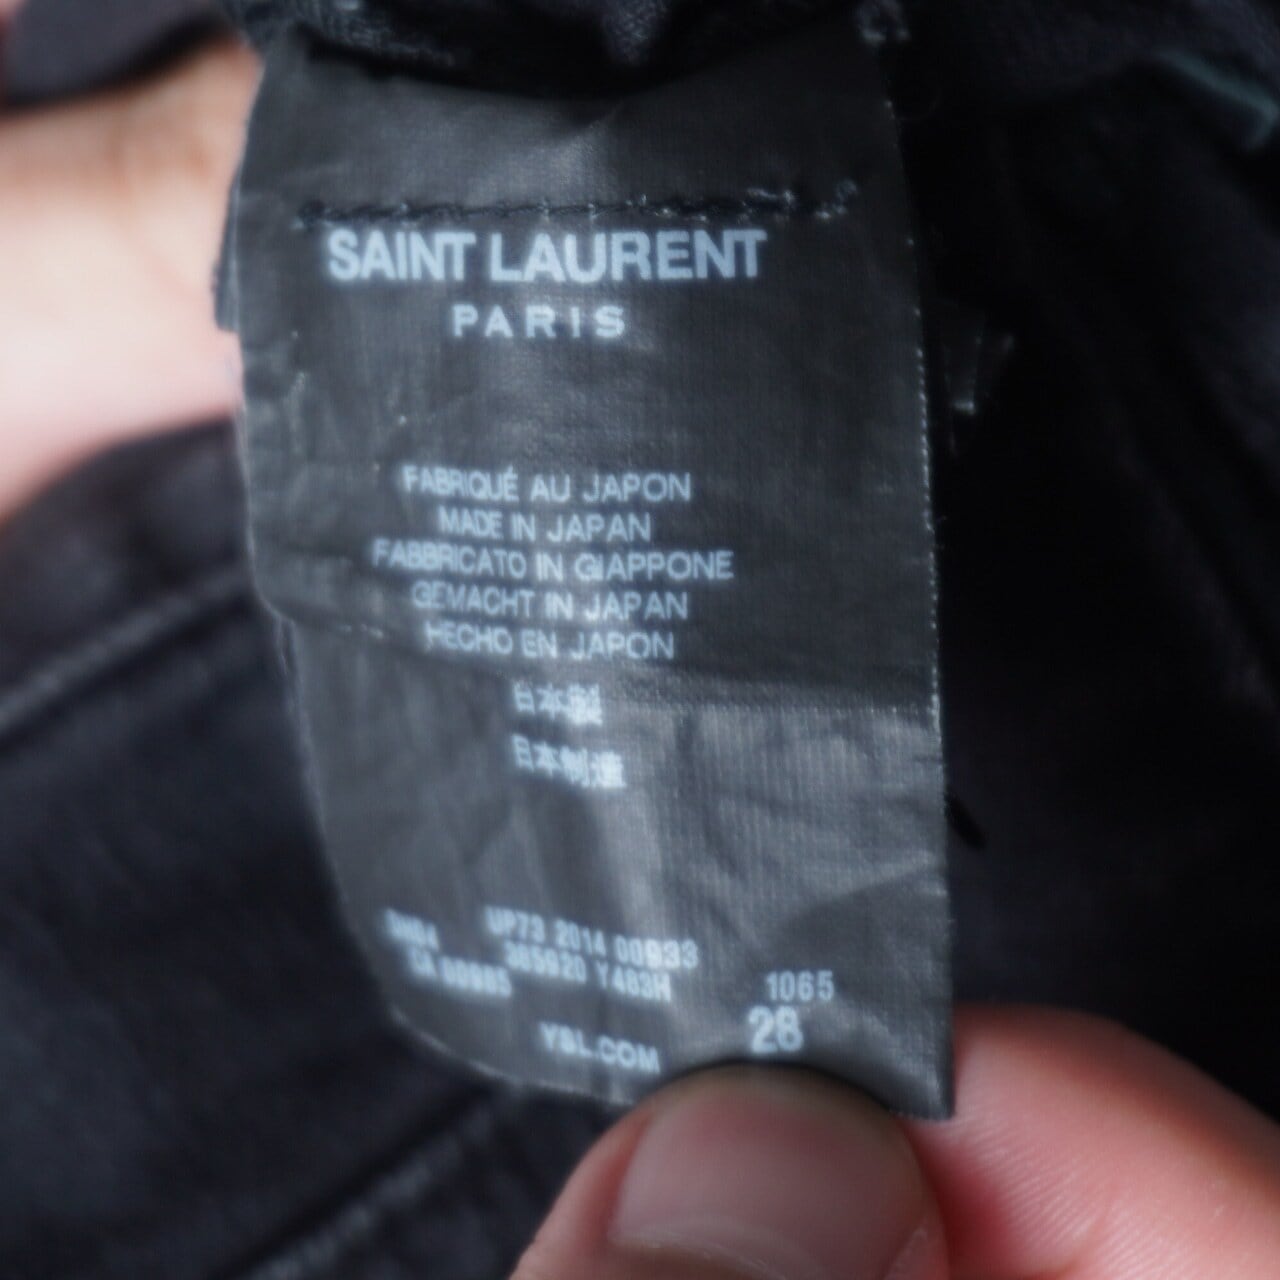 SAINT LAURENT
PARIS
FABRIQUÉ AU JAPON
MADE IN JAPAN
FABBRICATO IN GIAPPONE
GEMACHT IN JAPAN
HECHO EN JAPON
日本製
日本制造
UP73 2014 00933
Y483H
1065
28
YSL.COM